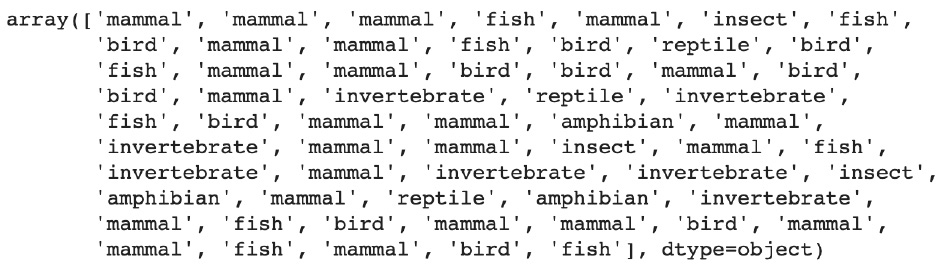 array(['mammal', 'mammal', 'mammal', 'fish', 'mammal', 'insect', 'fish',
'bird', 'mammal', 'mammal', 'fish', 'bird', 'reptile', 'bird',
'fish', 'mammal', 'mammal', 'bird', 'bird', 'mammal', 'bird',
'bird', 'mammal', 'invertebrate', 'reptile', 'invertebrate',
'fish', 'bird', 'mammal', 'mammal', 'amphibian', 'mammal',
'invertebrate', 'mammal', 'mammal', 'insect', 'mammal', 'fish',
'invertebrate', 'mammal', 'invertebrate', 'invertebrate', 'insect',
'amphibian', 'mammal', 'reptile', 'amphibian', 'invertebrate',
'mammal', 'fish', 'bird', 'mammal', 'mammal', 'bird', 'mammal',
'mammal', 'fish', 'mammal', 'bird', 'fish'], dtype=object)